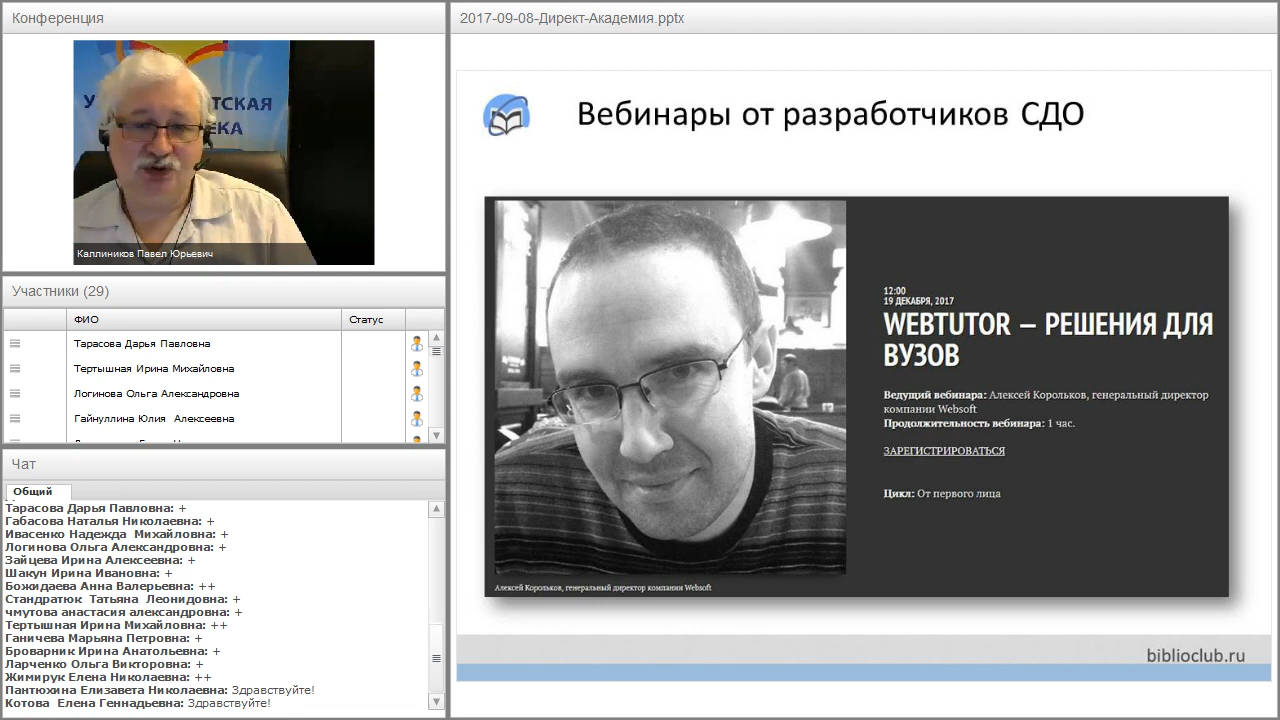 Конференция
У
ТСКАЯ
ЕКА
Каллиников Павел Юрьевич
Участники (29)
ФИО Статус
Тарасова Дарья Павловна
Тертышная Ирина Михайловна
Логинова Ольга Александровна
Гайнуллина Юлия Алексеевна
Чат
Общий
Тарасова Дарья Павловна: +
Габасова Наталья Николаевна: +
Ивасенко Надежда Михайловна: +
Логинова Ольга Александровна: +
Зайцева Ирина Алексеевна: +
Шакун Ирина Ивановна: +
Божидаева Анна Валерьевна: ++
Стандратюк Татьяна Леонидовна: +
чмутова анастасия александровна: +
Тертышная Ирина Михайловна: ++
Ганичева Марьяна Петровна: +
Броварник Ирина Анатольевна: +
Ларченко Ольга Викторовна: +
Жимирук Елена Николаевна: ++
Пантюхина Елизавета Николаевна: Здравствуйте!
Котова Елена Геннадьевна: Здравствуйте!
2017-09-08-Директ-Академия.pptx
Вебинары от разработчиков СДО
12:00
19 ДЕКАБРЯ, 2017
WEBTUTOR – РЕШЕНИЯ ДЛЯ
ВУЗОВ
Ведущий вебинара: Алексей Корольков, генеральный директор
компании Websoft
Продолжительность вебинара: 1 час.
ЗАРЕГИСТРИРОВАТЬСЯ
Цикл: От первого лица
Алексей Корольков, генеральный директор компании Websoft
biblioclub.ru